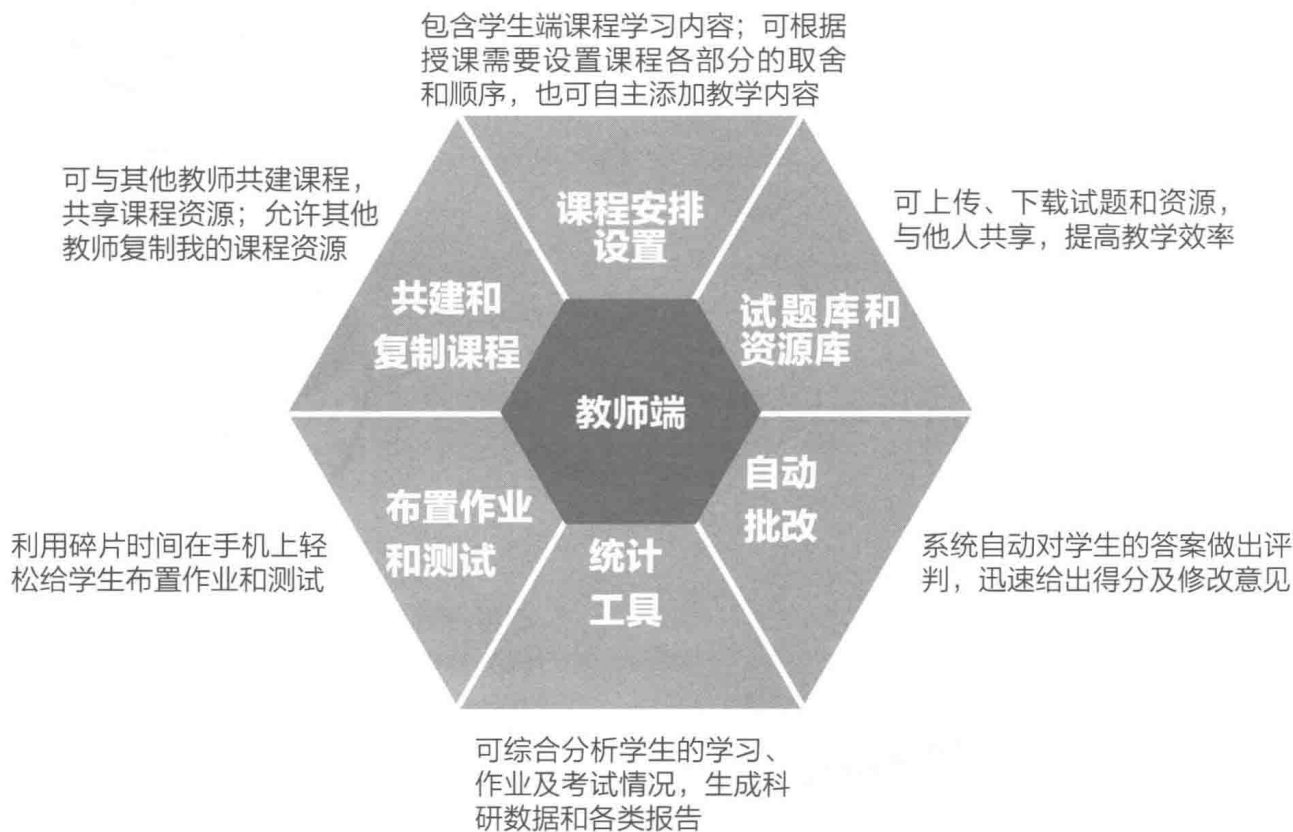 包含学生端课程学习内容；可根据
授课需要设置课程各部分的取舍
和顺序，也可自主添加教学内容
可与其他教师共建课程，
共享课程资源；允许其他
教师复制我的课程资源
课程安排
设置
可上传、下载试题和资源，
与他人共享，提高教学效率
共建和
复制课程
试题库和
资源库
教师端
布置作业
和测试
自动
批改
利用碎片时间在手机上轻
松给学生布置作业和测试
统计
工具
系统自动对学生的答案做出评
判，迅速给出得分及修改意见
可综合分析学生的学习、
作业及考试情况，生成科
研数据和各类报告